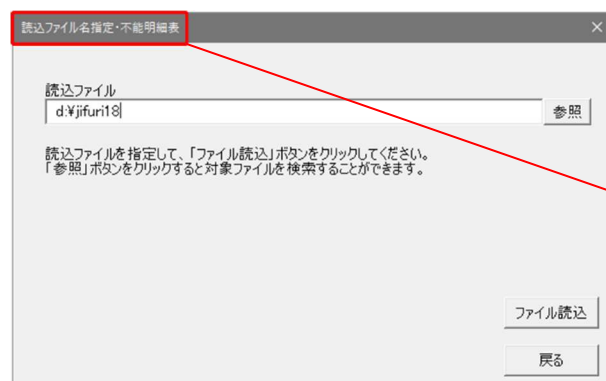 読込ファイル名指定・不能明細表
読込ファイル
d:¥jifuri18
参照
読込ファイルを指定して、「ファイル読込」ボタンをクリックしてください。
「参照」ボタンをクリックすると対象ファイルを検索することができます。
ファイル読込
戻る